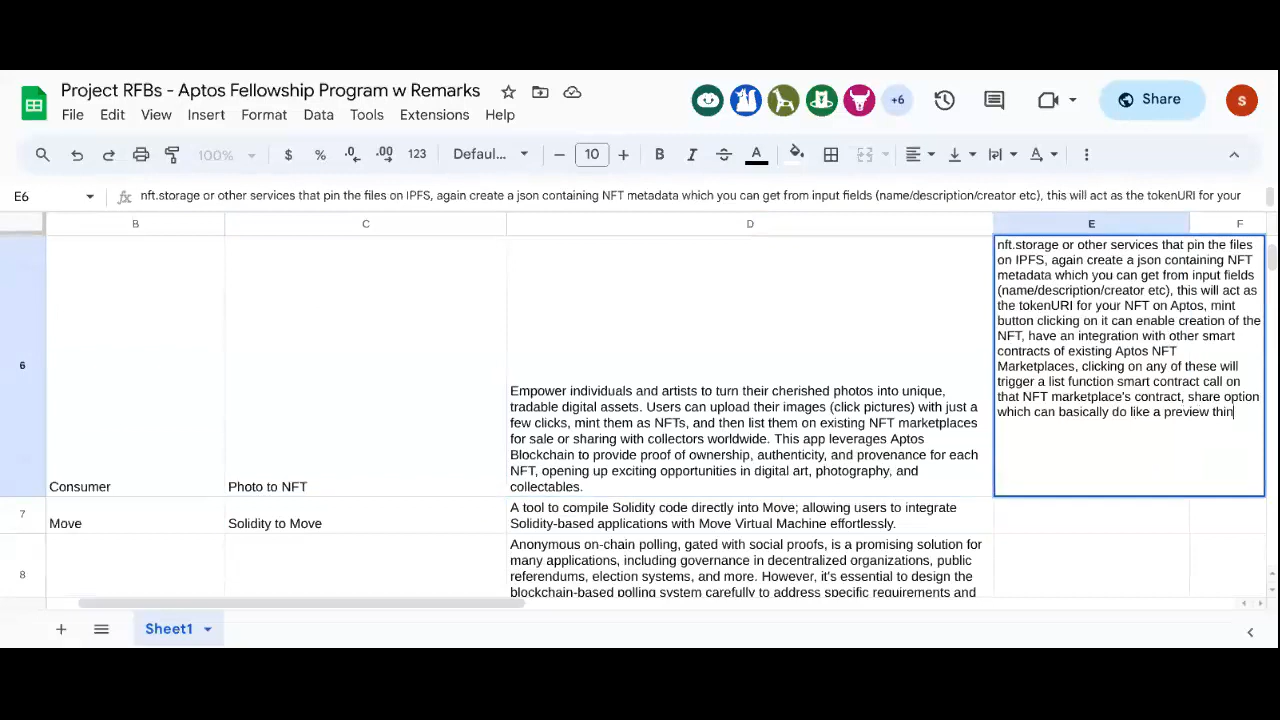 Project RFBs - Aptos Fellowship Program w Remarks
+6
Share
S
File Edit View Insert Format Data Tools Extensions Help
100% $ % .0 .00 123 Defaul... 10 B I A
E6
fx nft.storage or other services that pin the files on IPFS, again create a json containing NFT metadata which you can get from input fields (name/description/creator etc), this will act as the tokenURI for your
B C D E F
6
Consumer
Photo to NFT
Empower individuals and artists to turn their cherished photos into unique,
tradable digital assets. Users can upload their images (click pictures) with just a
few clicks, mint them as NFTs, and then list them on existing NFT marketplaces
for sale or sharing with collectors worldwide. This app leverages Aptos
Blockchain to provide proof of ownership, authenticity, and provenance for each
NFT, opening up exciting opportunities in digital art, photography, and
collectables.
nft.storage or other services that pin the files
on IPFS, again create a json containing NFT
metadata which you can get from input fields
(name/description/creator etc), this will act as
the tokenURI for your NFT on Aptos, mint
button clicking on it can enable creation of the
NFT, have an integration with other smart
contracts of existing Aptos NFT
Marketplaces, clicking on any of these will
trigger a list function smart contract call on
that NFT marketplace's contract, share option
which can basically do like a preview thin
7
Move
Solidity to Move
A tool to compile Solidity code directly into Move; allowing users to integrate
Solidity-based applications with Move Virtual Machine effortlessly.
8
Anonymous on-chain polling, gated with social proofs, is a promising solution for
many applications, including governance in decentralized organizations, public
referendums, election systems, and more. However, it's essential to design the
blockchain-based polling system carefully to address specific requirements and
Sheet1